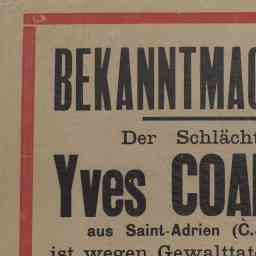 BEKANNTMAC
Der Schlächt
Yves COA
aus Saint-Adrien (C.
ist wegen Gewalttat